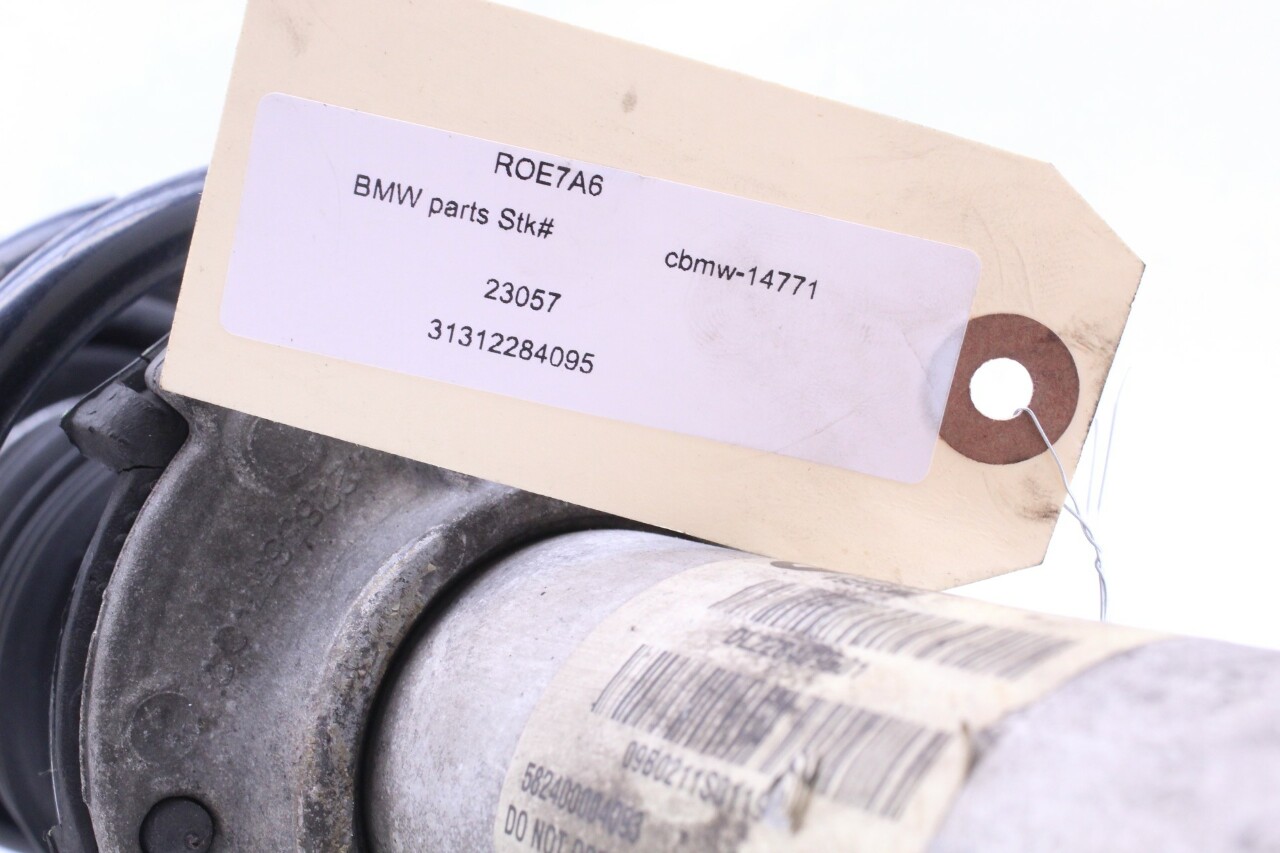 ROE7A6
BMW parts Stk#
cbmw-14771
23057
31312284095
582400004093
DO NOT